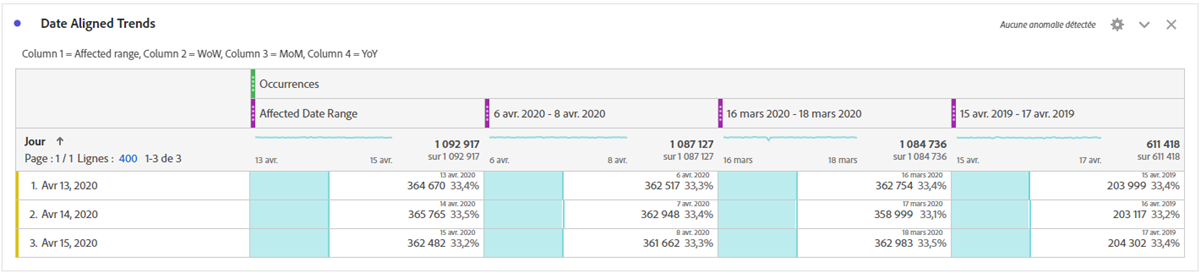 Date Aligned Trends
Aucune anomalie détectée
Column 1 = Affected range, Column 2 = WoW, Column 3 = MoM, Column 4 = YoY
Occurrences
Affected Date Range 6 avr. 2020 - 8 avr. 2020 16 mars 2020 - 18 mars 2020 15 avr. 2019 - 17 avr. 2019
Jour ↑ 1 092 917 1 087 127 1 084 736 611 418
Page : 1 / 1 Lignes : 400 1-3 de 3 13 avr. 15 avr. sur 1 092 917 6 avr. 8 avr. sur 1 087 127 16 mars 18 mars sur 1 084 736 15 avr. 17 avr. sur 611 418
13 avr. 2020 6 avr. 2020 16 mars 2020 15 avr. 2019
1. Avr 13, 2020 364 670 33,4% 362 517 33,3% 362 754 33,4% 203 999 33,4%
14 avr. 2020 7 avr. 2020 17 mars 2020 16 avr. 2019
2. Avr 14, 2020 365 765 33,5% 362 948 33,4% 358 999 33,1% 203 117 33,2%
15 avr. 2020 8 avr. 2020 18 mars 2020 17 avr. 2019
3. Avr 15, 2020 362 482 33,2% 361 662 33,3% 362 983 33,5% 204 302 33,4%